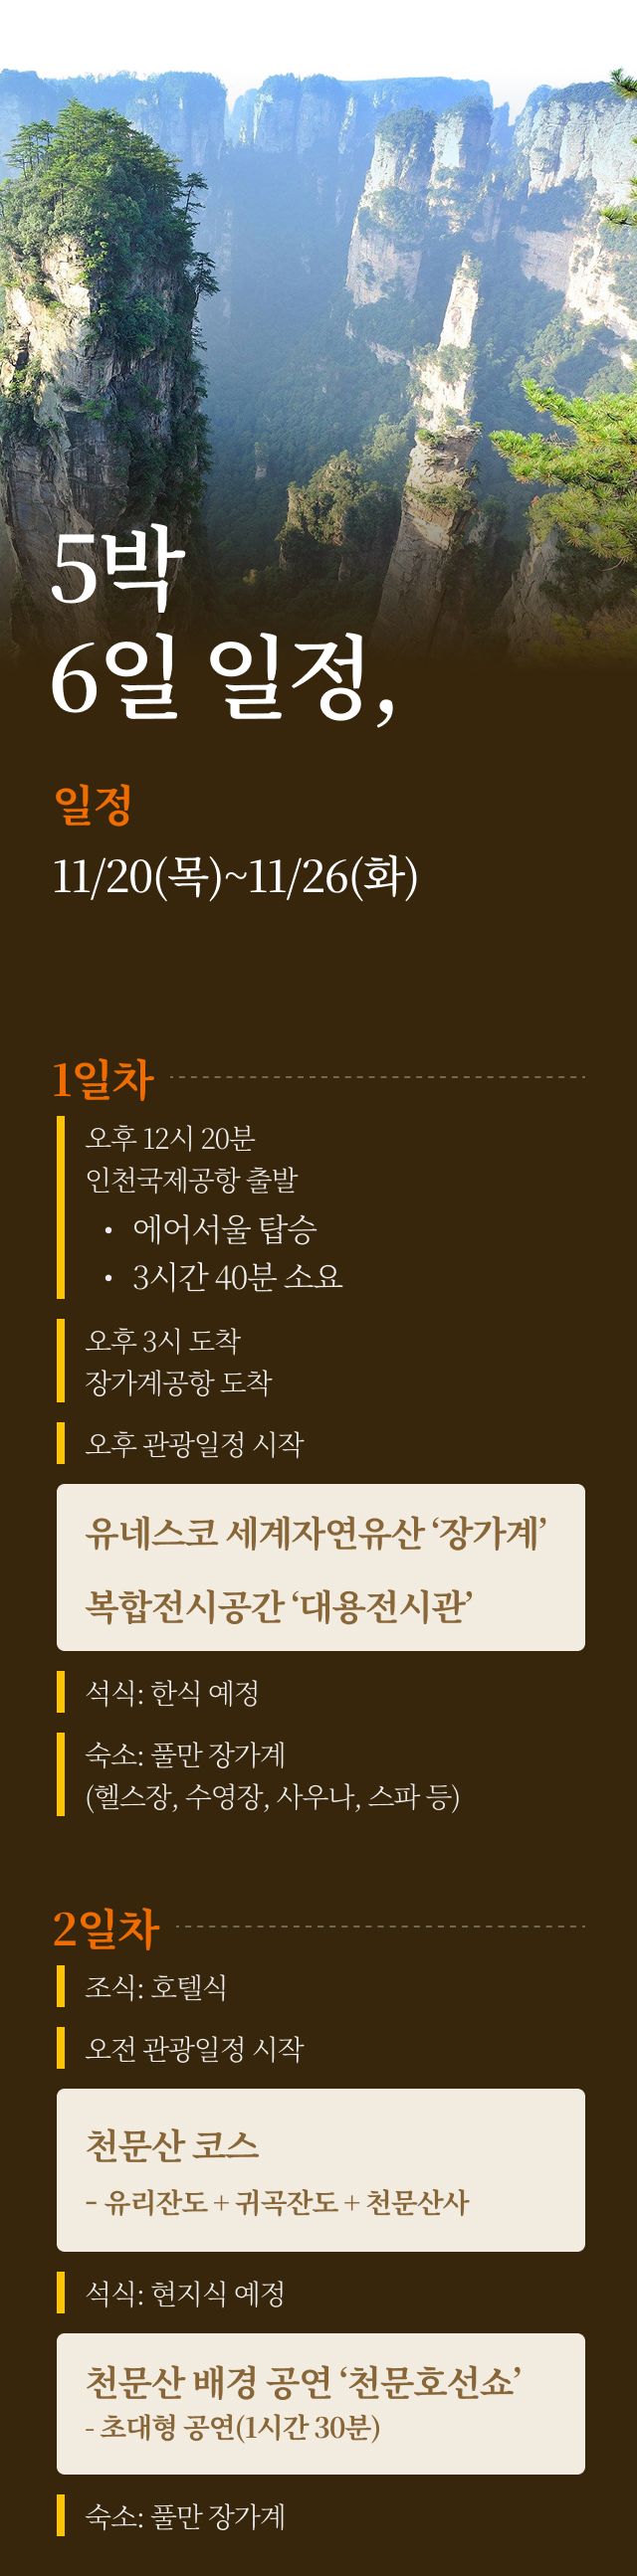 5박
6일 일정,
일정
11/20(목)~11/26(화)
1일차
오후 12시 20분
인천국제공항 출발
• 에어서울 탑승
• 3시간 40분 소요
오후 3시 도착
장가계공항 도착
오후 관광일정 시작
유네스코 세계자연유산 ‘장가계’
복합전시공간 ‘대용전시관’
석식: 한식 예정
숙소: 풀만 장가계
(헬스장, 수영장, 사우나, 스파 등)
2일차
조식: 호텔식
오전 관광일정 시작
천문산 코스
- 유리잔도 + 귀곡잔도 + 천문산사
석식: 현지식 예정
천문산 배경 공연 ‘천문호선쇼’
- 초대형 공연(1시간 30분)
숙소: 풀만 장가계